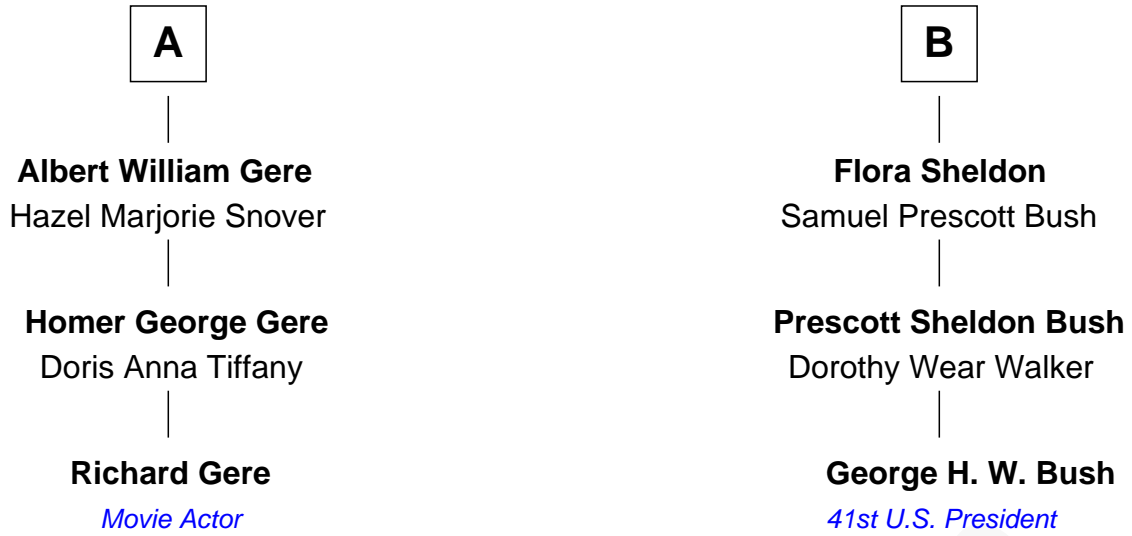 A
Albert William Gere
Hazel Marjorie Snover
Homer George Gere
Doris Anna Tiffany
Richard Gere
Movie Actor
B
Flora Sheldon
Samuel Prescott Bush
Prescott Sheldon Bush
Dorothy Wear Walker
George H. W. Bush
41st U.S. President